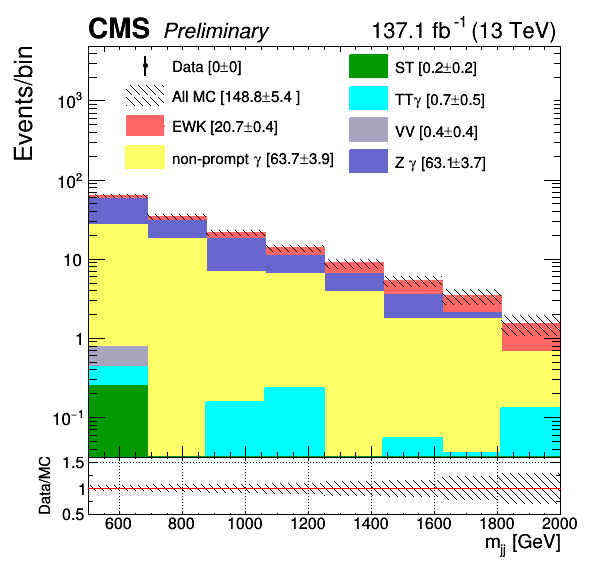 CMS Preliminary 137.1 fb⁻¹ (13 TeV)
Events/bin
Data [0±0]
All MC [148.8±5.4 ]
EWK [20.7±0.4]
non-prompt γ [63.7±3.9]
ST [0.2±0.2]
TTγ [0.7±0.5]
VV [0.4±0.4]
Z γ [63.1±3.7]
10³
10²
10
1
10⁻¹
Data/MC
1.5
1
0.5
600 800 1000 1200 1400 1600 1800 2000
m_jj [GeV]